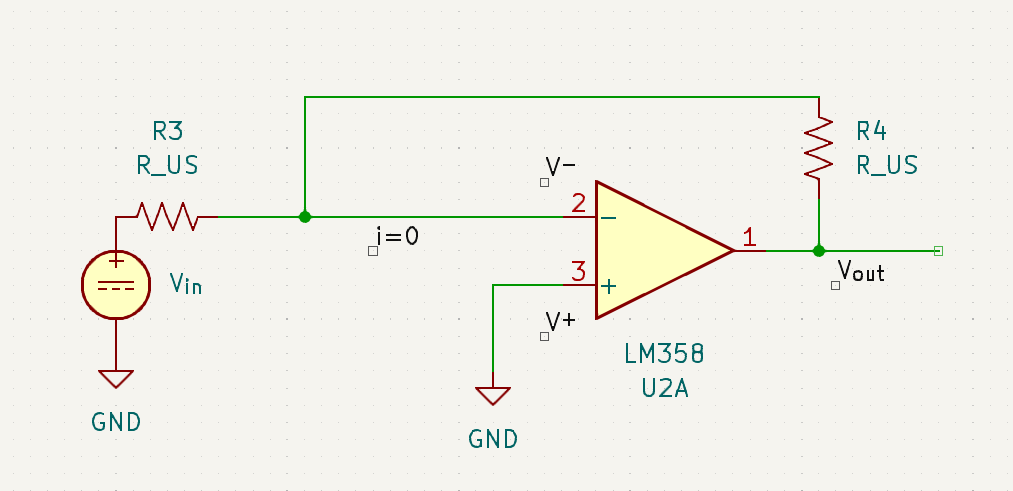 R3
R_US
R4
R_US
V-
2
i=0
1
Vout
Vin
3
V+
LM358
U2A
GND
GND